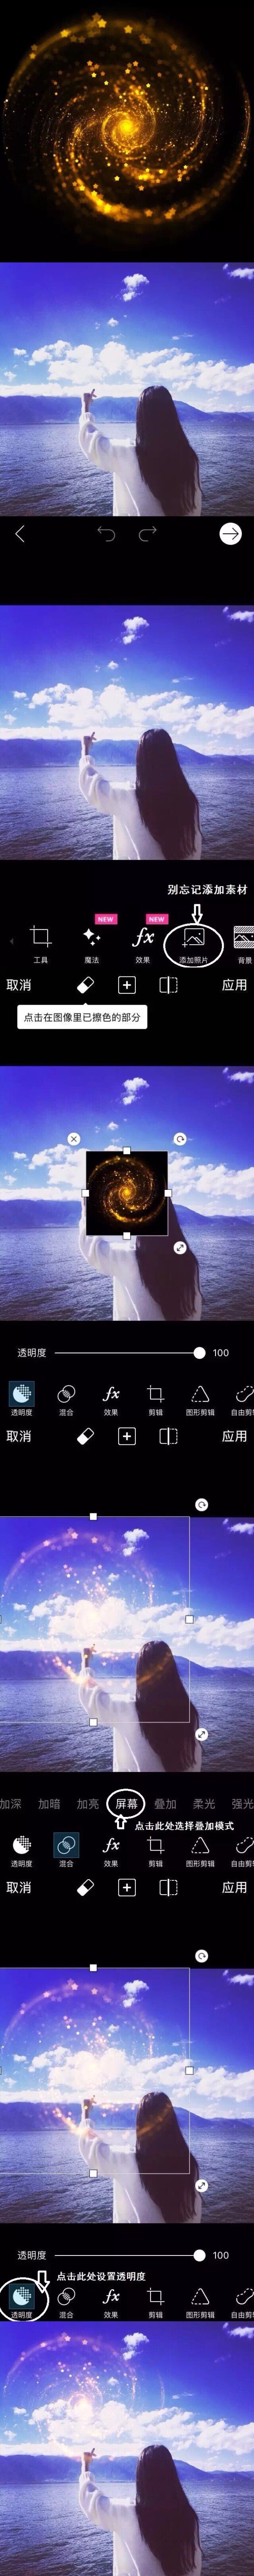 别忘记添加素材
NEW
NEW
工具
魔法
效果
添加照片
背景
取消
应用
点击在图像里已擦色的部分
透明度
100
透明度
混合
效果
剪辑
图形剪辑
自由剪
取消
应用
加深
加暗
加亮
屏幕
叠加
柔光
强光
点击此处选择叠加模式
透明度
混合
效果
剪辑
图形剪辑
自由剪
取消
应用
透明度
100
点击此处设置透明度
透明度
混合
效果
剪辑
图形剪辑
自由剪